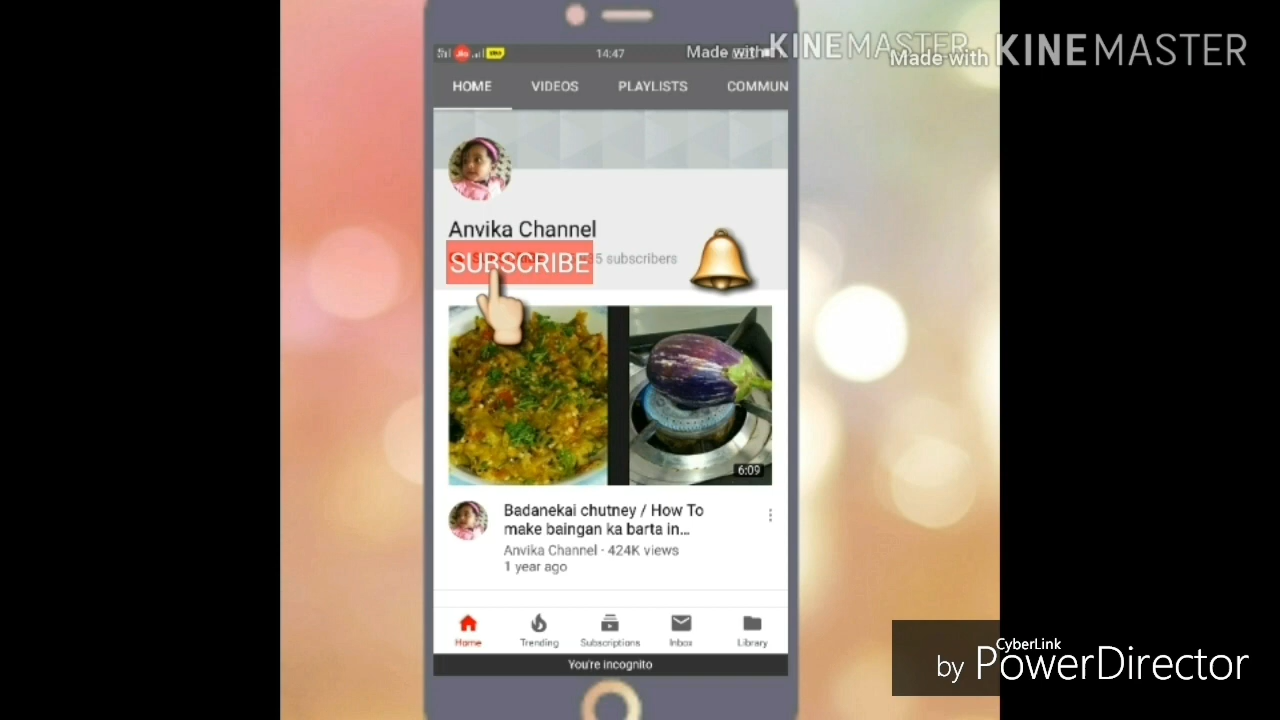 14:47
Made with KINEMASTER
Made with KINEMASTER
HOME VIDEOS PLAYLISTS COMMUN
Anvika Channel
SUBSCRIBE 35 subscribers
6:09
Badanekai chutney / How To
make baingan ka barta in...
Anvika Channel · 424K views
1 year ago
Home Trending Subscriptions Inbox Library
You're incognito
CyberLink
by PowerDirector